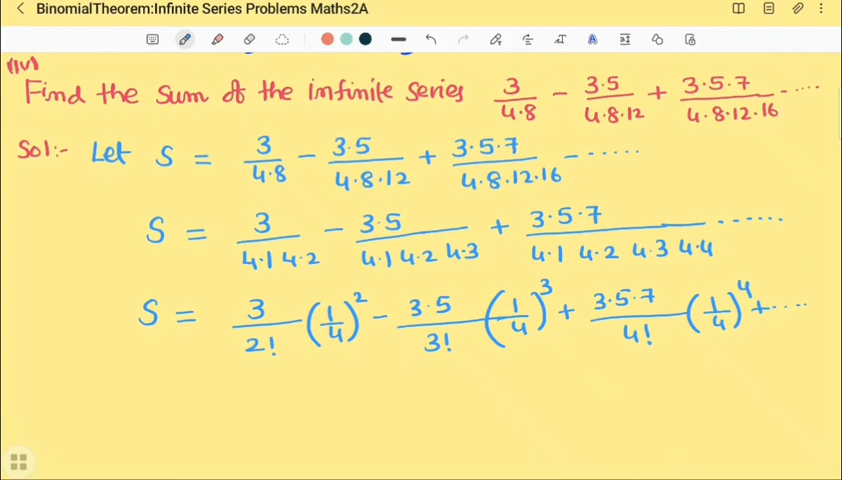 BinomialTheorem:Infinite Series Problems Maths2A
(IV)
Find the sum of the infinite series 3/(4·8) − 3·5/(4·8·12) + 3·5·7/(4·8·12·16) - ....
Sol:- Let S = 3/(4·8) − 3·5/(4·8·12) + 3·5·7/(4·8·12·16) - ......
S = 3/(4·1 4·2) − 3·5/(4·1 4·2 4·3) + 3·5·7/(4·1 4·2 4·3 4·4) ......
S = 3/2! (1/4)² − 3·5/3! (1/4)³ + 3·5·7/4! (1/4)⁴ + ....